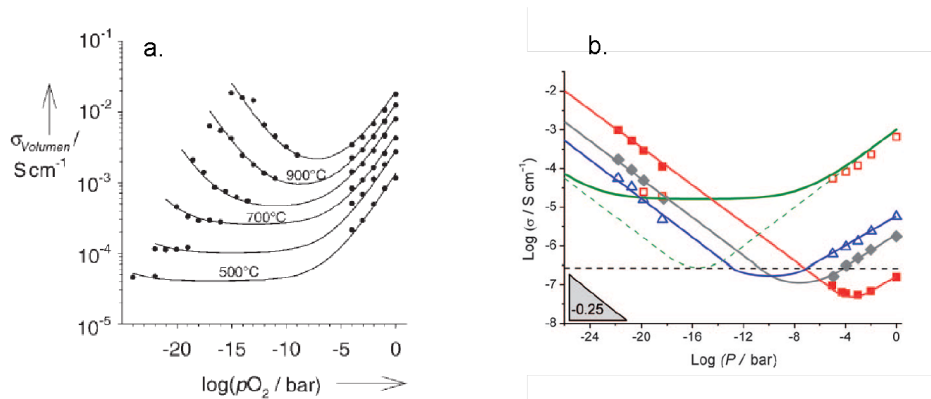 a.
10⁻¹
10⁻²
10⁻³
10⁻⁴
10⁻⁵
σVolumen /
S cm⁻¹
900°C
700°C
500°C
-20 -15 -10 -5 0
log(pO₂ / bar)
b.
-2
-3
-4
-5
-6
-7
-8
Log (σ / S cm⁻¹)
-0.25
-24 -20 -16 -12 -8 -4 0
Log (P / bar)